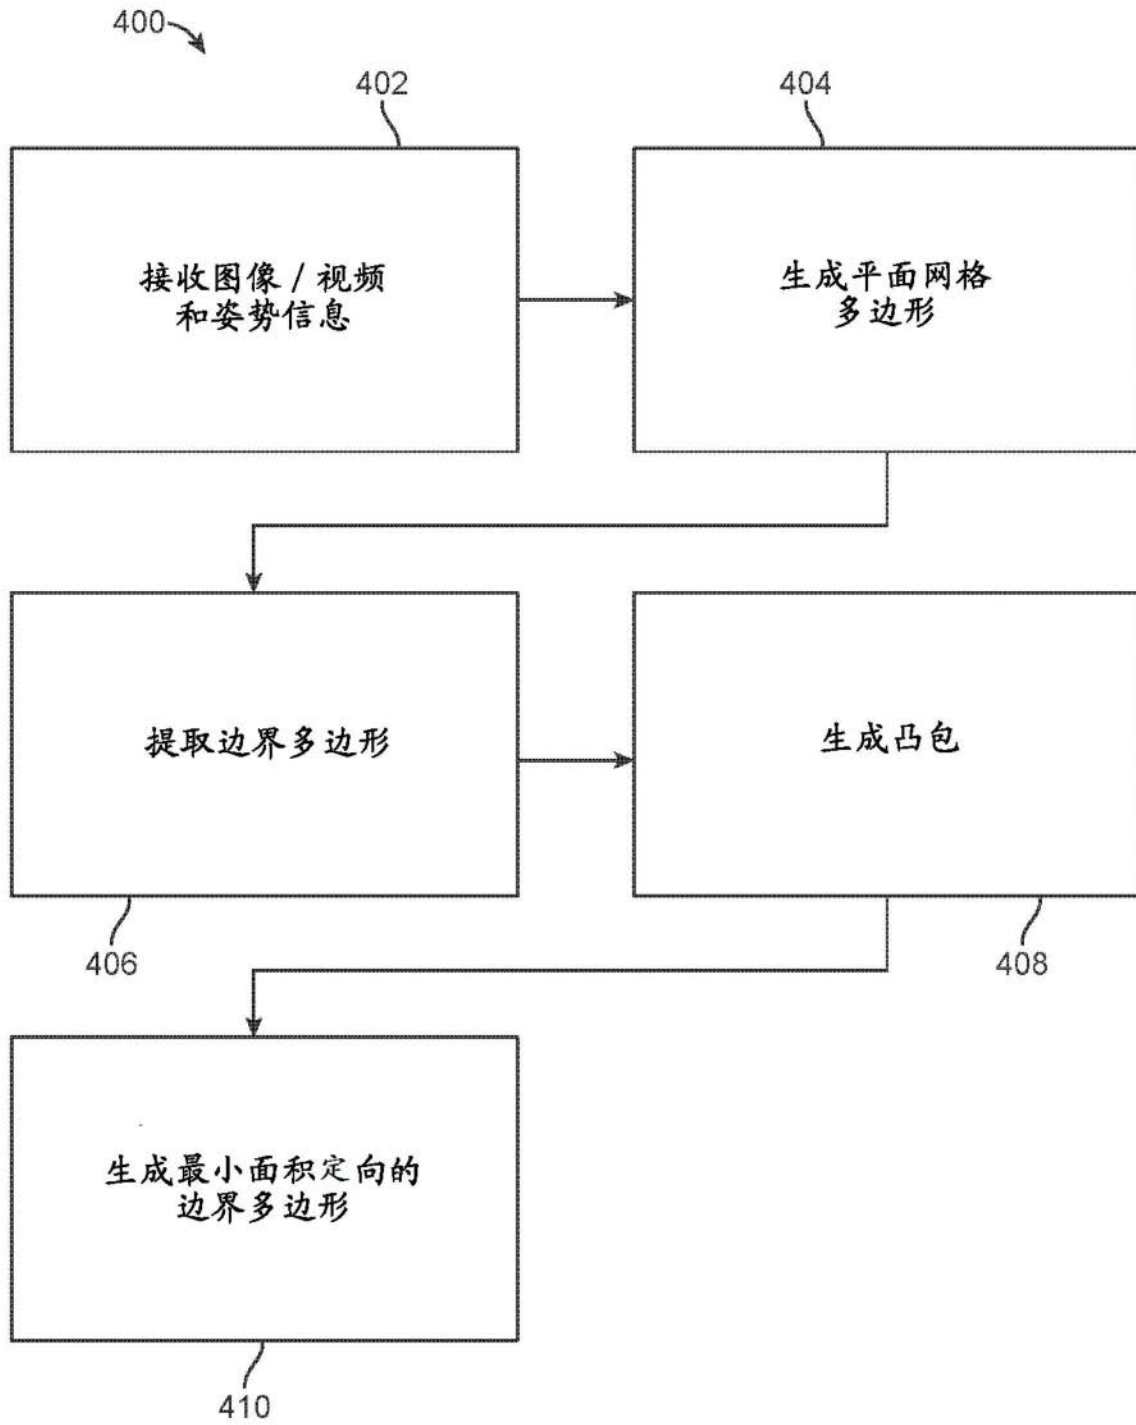 400
402
404
接收图像 / 视频
和姿势信息
生成平面网格
多边形
提取边界多边形
生成凸包
406
408
生成最小面积定向的
边界多边形
410